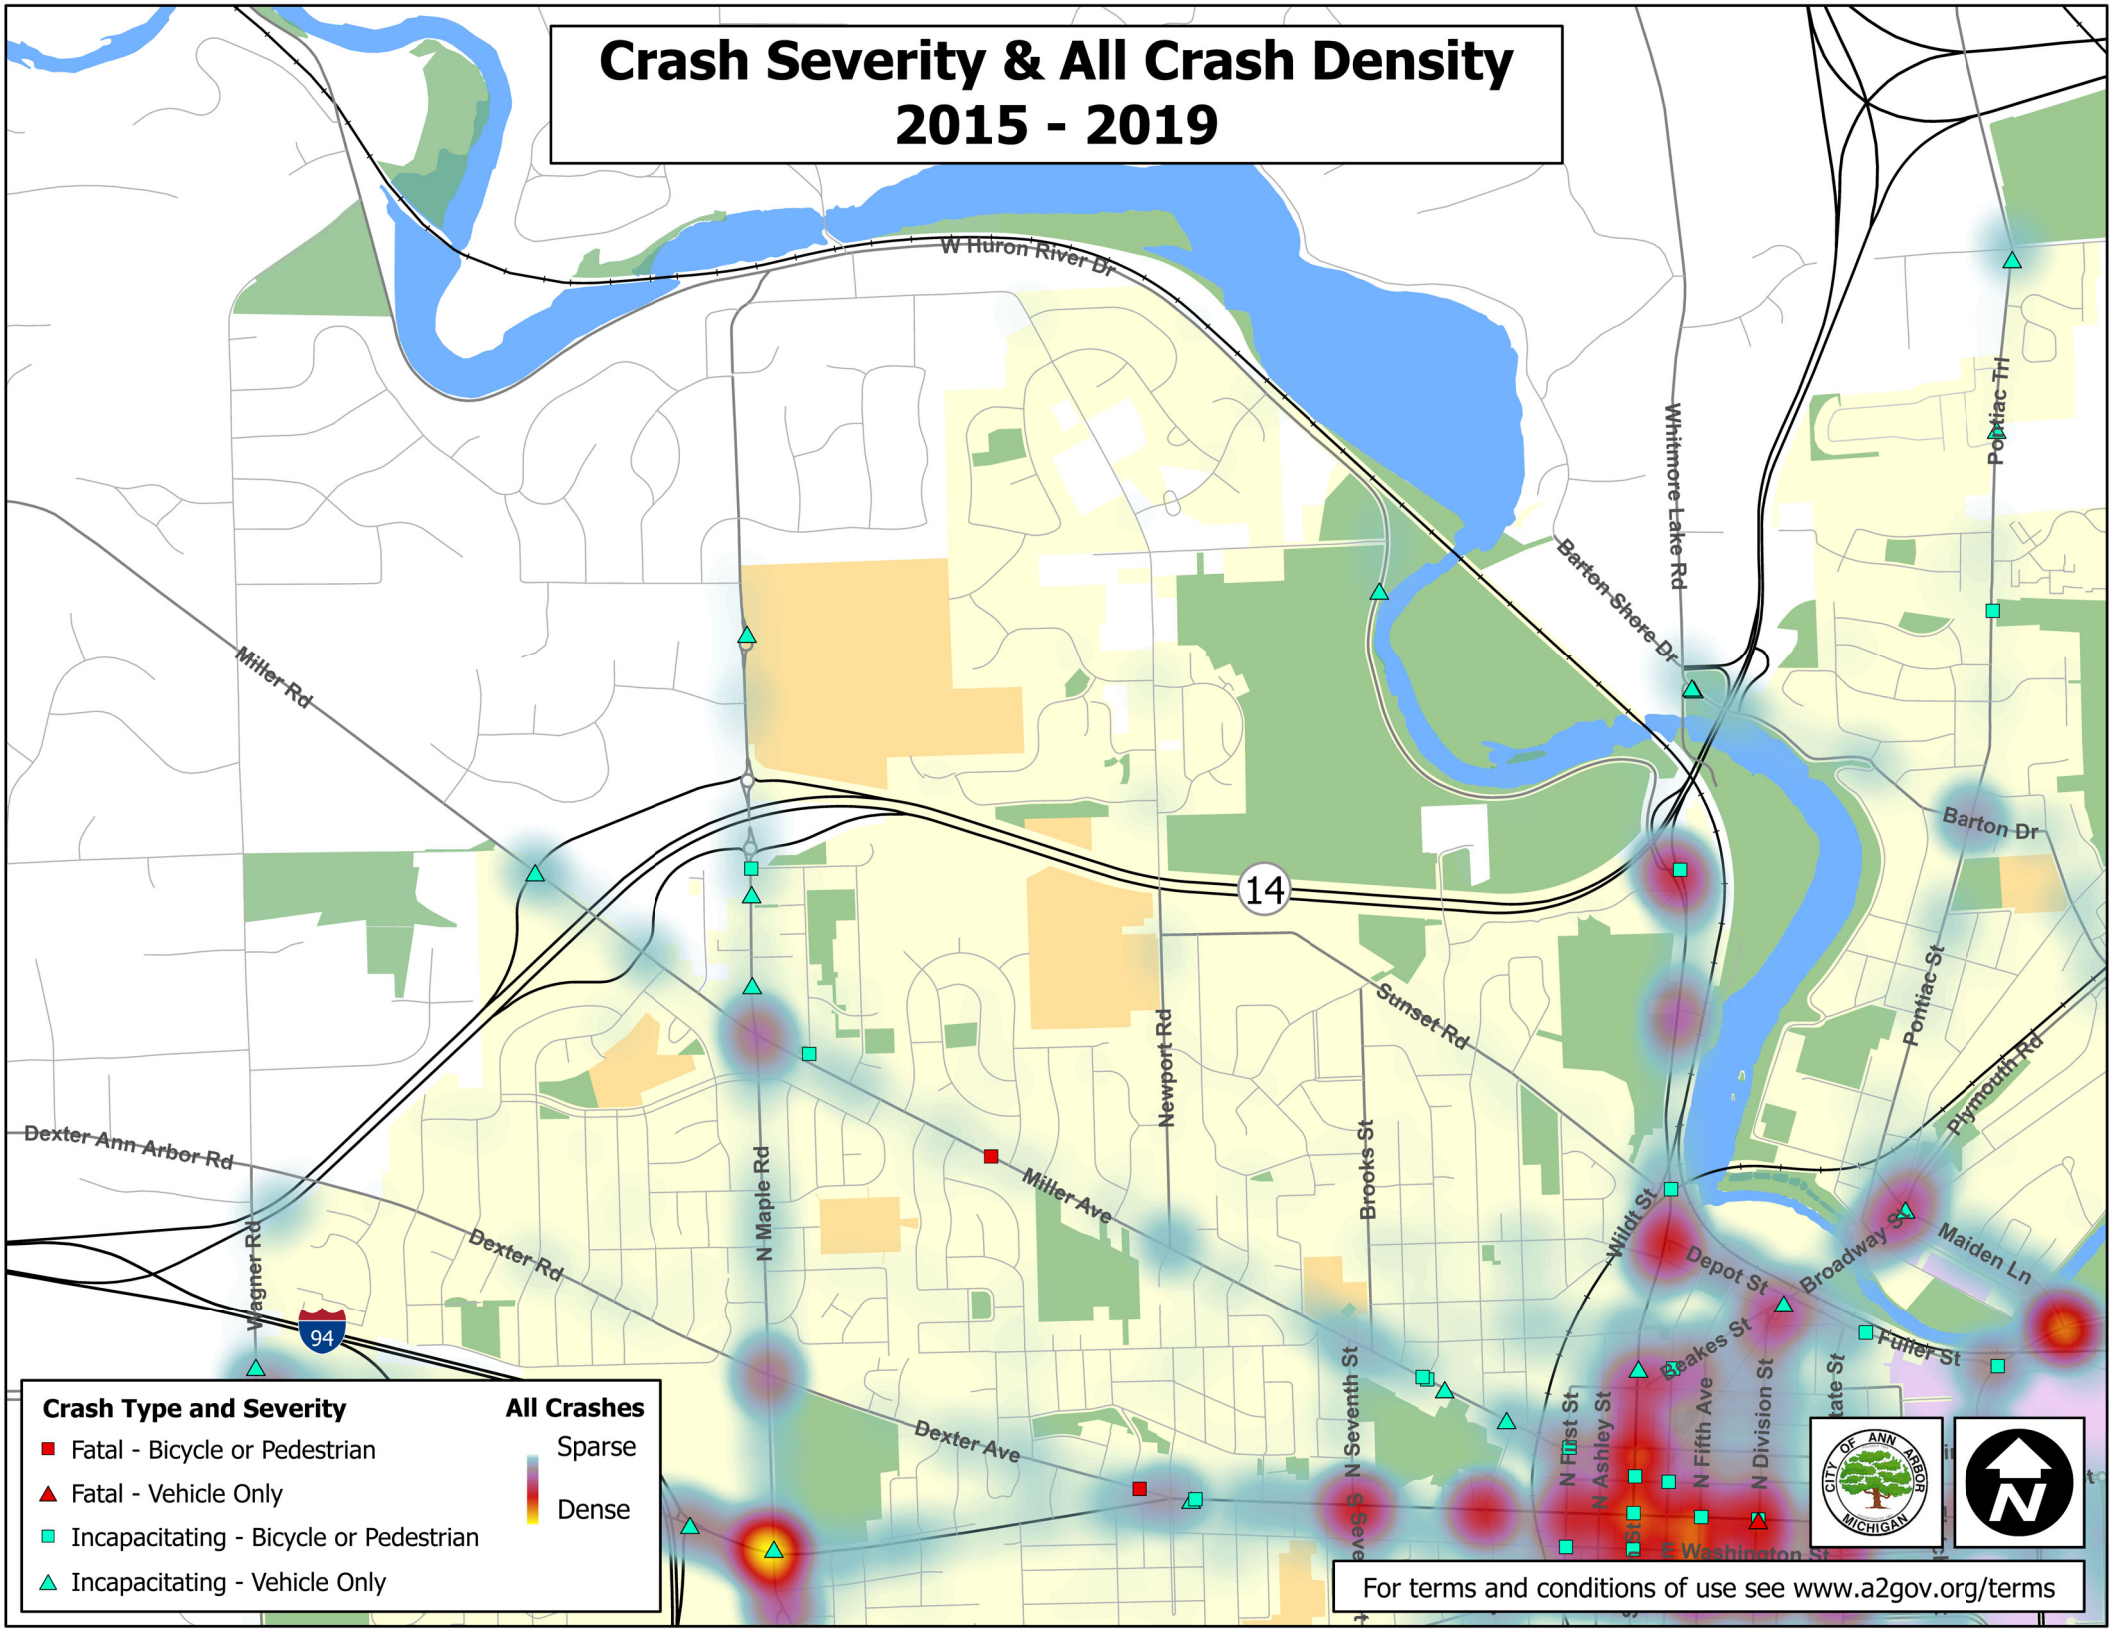 Crash Severity & All Crash Density
2015 - 2019
W Huron River Dr
Pontiac Trl
Whitmore Lake Rd
Barton Shore Dr
Miller Rd
Barton Dr
14
Pontiac St
Sunset Rd
Newport Rd
Plymouth Rd
Dexter Ann Arbor Rd
Brooks St
N Maple Rd
Miller Ave
Wagner Rd
Dexter Rd
Wildt St
Depot St
Broadway St
Maiden Ln
94
Beakes St
Fuller St
N Seventh St
N First St
N Ashley St
N Fifth Ave
N Division St
tate St
Dexter Ave
S Seve
E Washington St
Crash Type and Severity
Fatal - Bicycle or Pedestrian
Fatal - Vehicle Only
Incapacitating - Bicycle or Pedestrian
Incapacitating - Vehicle Only
All Crashes
Sparse
Dense
CITY OF ANN ARBOR
MICHIGAN
N
For terms and conditions of use see www.a2gov.org/terms